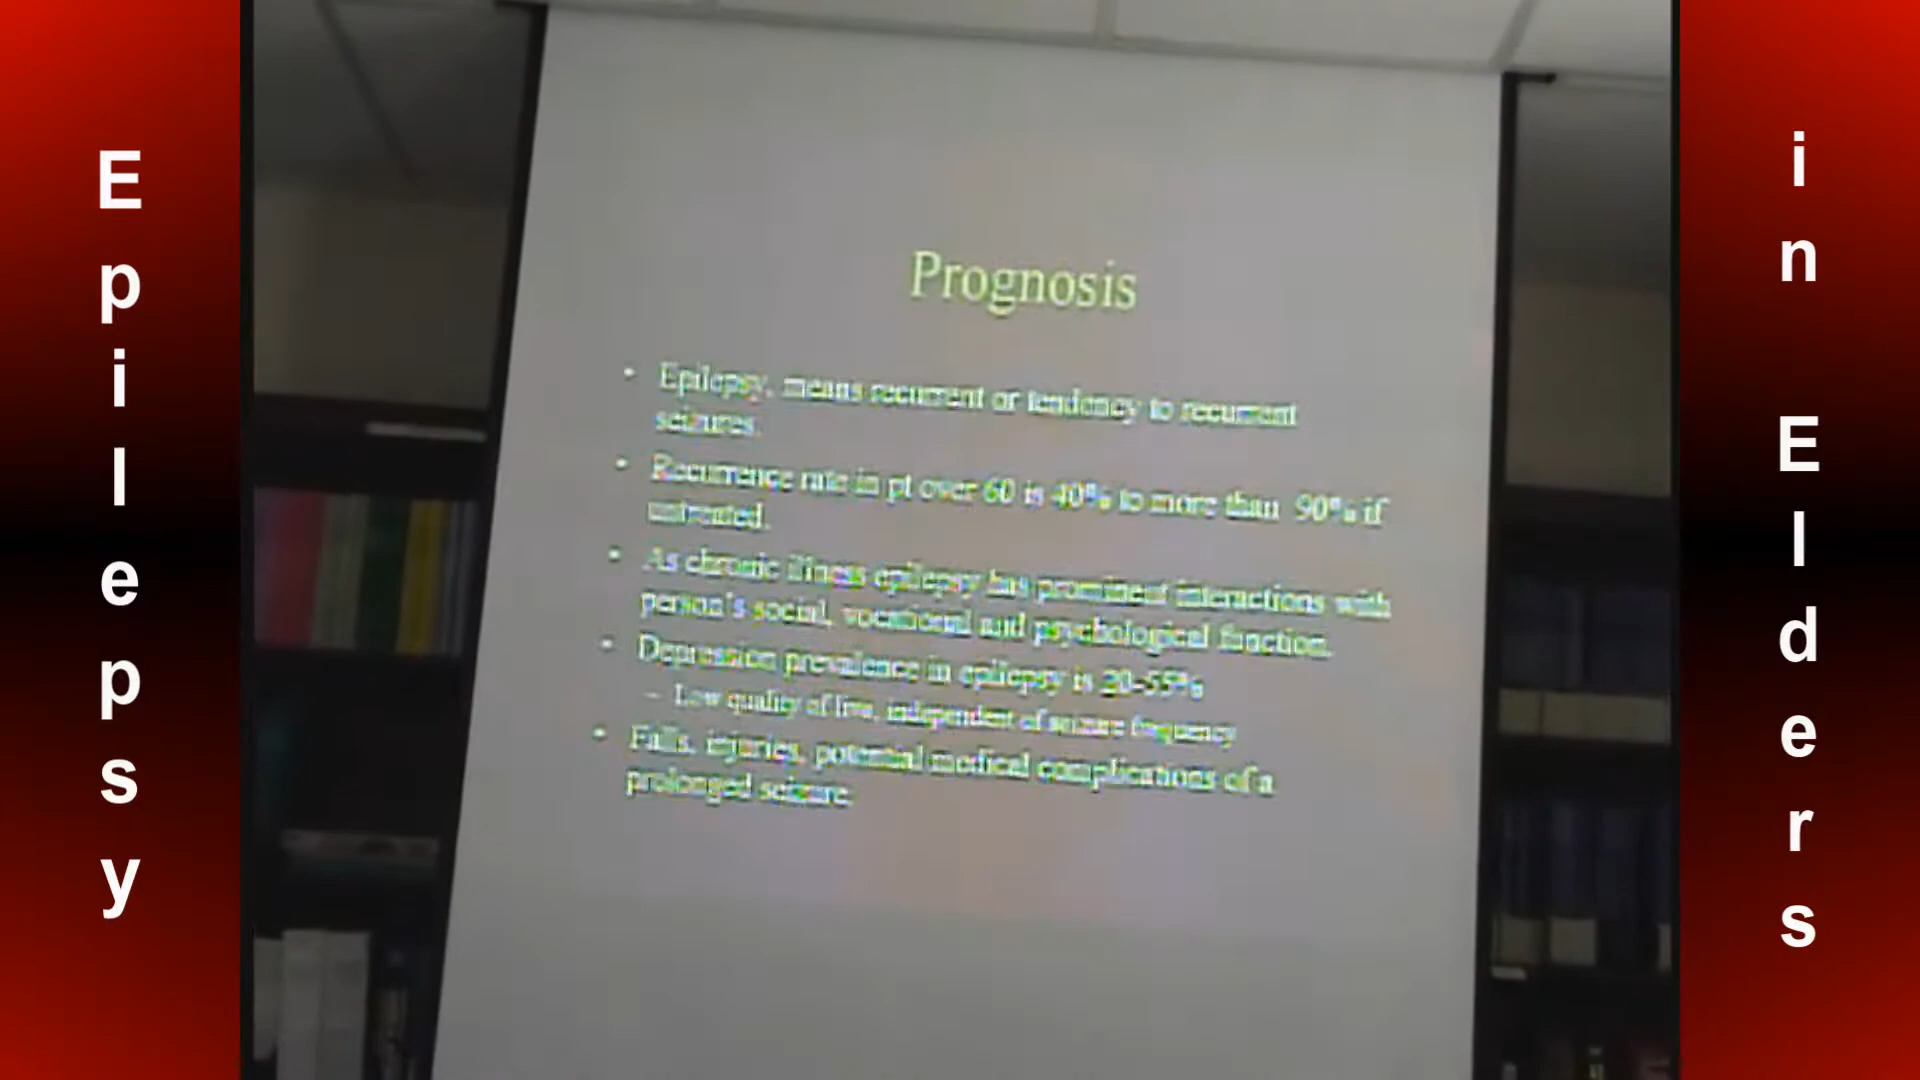 Epilepsy
in Elders
Prognosis
• Epilepsy, means recurrent or tendency to recurrent
seizures.
• Recurrence rate in pt over 60 is 40% to more than 90% if
untreated.
• As chronic illness epilepsy has prominent interactions with
person's social, vocational and psychological function.
• Depression prevalence in epilepsy is 20-55%
– Low quality of live, independent of seizure frequency
• Falls, injuries, potential medical complications of a
prolonged seizure